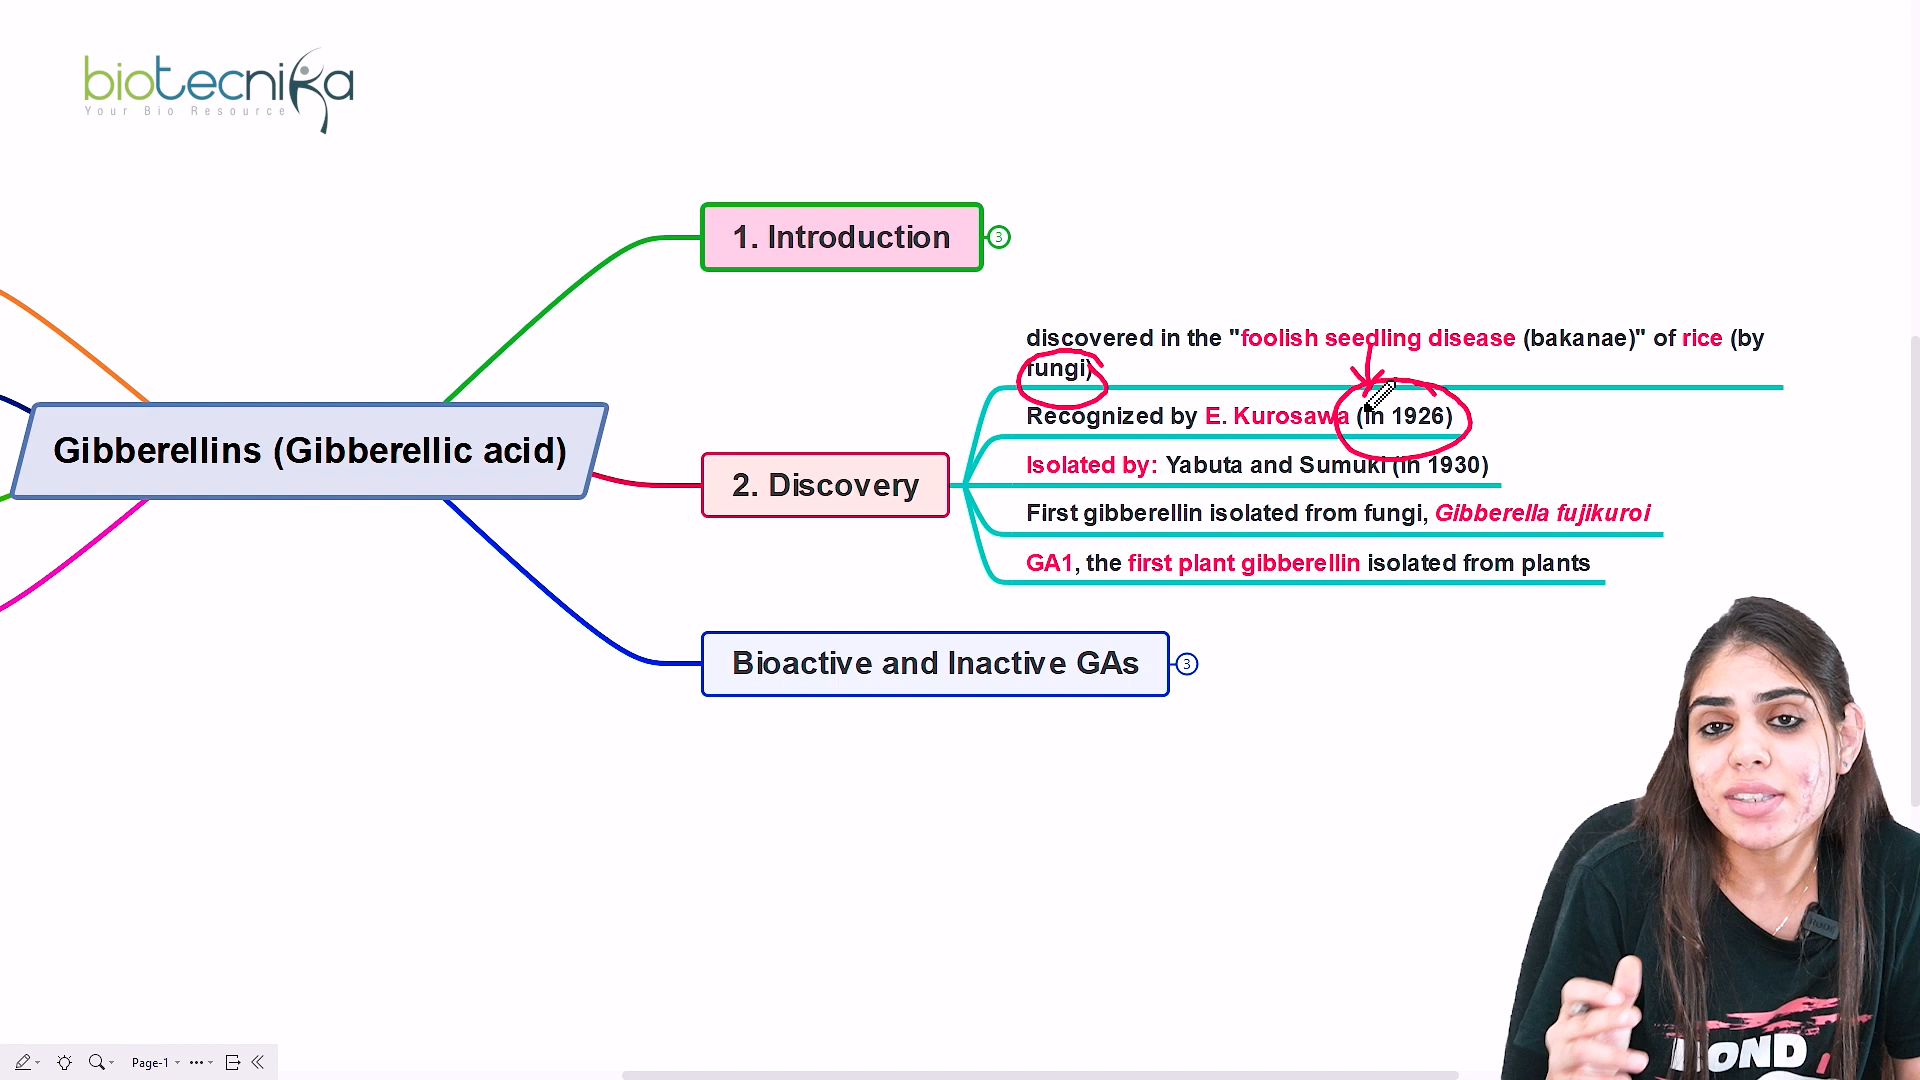 biotecnika
Your Bio Resource
1. Introduction
3
discovered in the "foolish seedling disease (bakanae)" of rice (by
fungi)
Recognized by E. Kurosawa (in 1926)
Gibberellins (Gibberellic acid)
2. Discovery
Isolated by: Yabuta and Sumuki (in 1930)
First gibberellin isolated from fungi, Gibberella fujikuroi
GA1, the first plant gibberellin isolated from plants
Bioactive and Inactive GAs
3
Page-1
OND